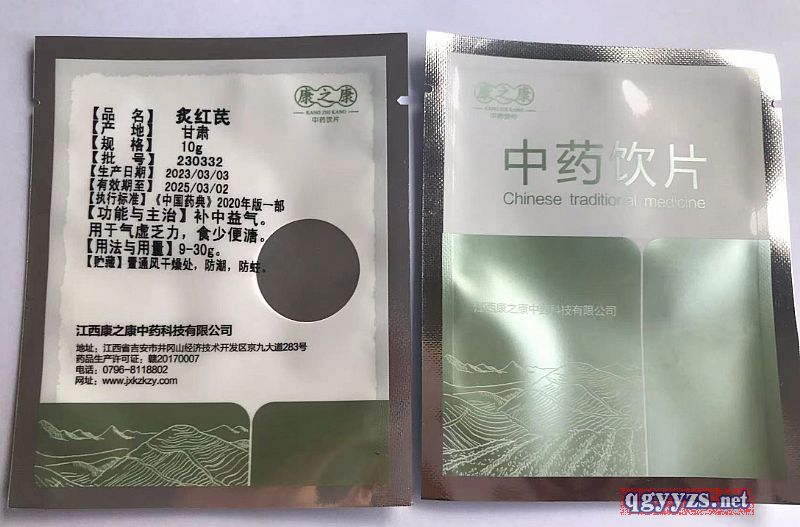 康之康
KANG ZHI KANG
中药饮片
【品 名】 炙红芪
【产 地】 甘肃
【规 格】 10g
【批 号】 230332
【生产日期】 2023/03/03
【有效期至】 2025/03/02
【执行标准】《中国药典》2020年版一部
【功能与主治】补中益气。
用于气虚乏力，食少便溏。
【用法与用量】9-30g。
【贮藏】置通风干燥处，防潮，防蛀。
江西康之康中药科技有限公司
地址：江西省吉安市井冈山经济技术开发区京九大道283号
药品生产许可证：赣20170007
电话：0796-8118802
网址：www.jxkzkzy.com
康之康
KANG ZHI KANG
中药饮片
中药饮片
Chinese traditional medicine
江西康之康中药科技有限公司
qgyyzs.net